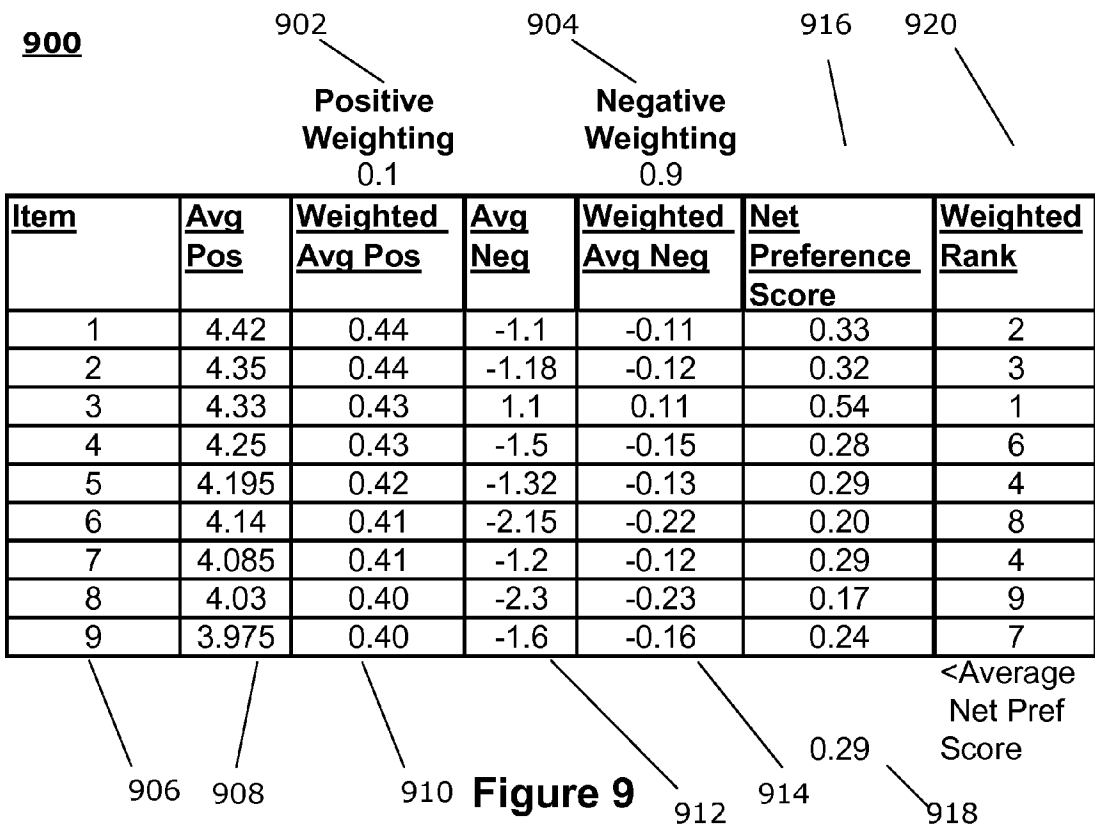 902 904 916 920
900
Positive Negative
Weighting Weighting
0.1 0.9
Item Avg Weighted Avg Weighted Net Weighted
Pos Avg Pos Neg Avg Neg Preference Rank
Score
1 4.42 0.44 -1.1 -0.11 0.33 2
2 4.35 0.44 -1.18 -0.12 0.32 3
3 4.33 0.43 1.1 0.11 0.54 1
4 4.25 0.43 -1.5 -0.15 0.28 6
5 4.195 0.42 -1.32 -0.13 0.29 4
6 4.14 0.41 -2.15 -0.22 0.20 8
7 4.085 0.41 -1.2 -0.12 0.29 4
8 4.03 0.40 -2.3 -0.23 0.17 9
9 3.975 0.40 -1.6 -0.16 0.24 7
<Average
Net Pref
0.29 Score
906 908 910 Figure 9 912 914 918